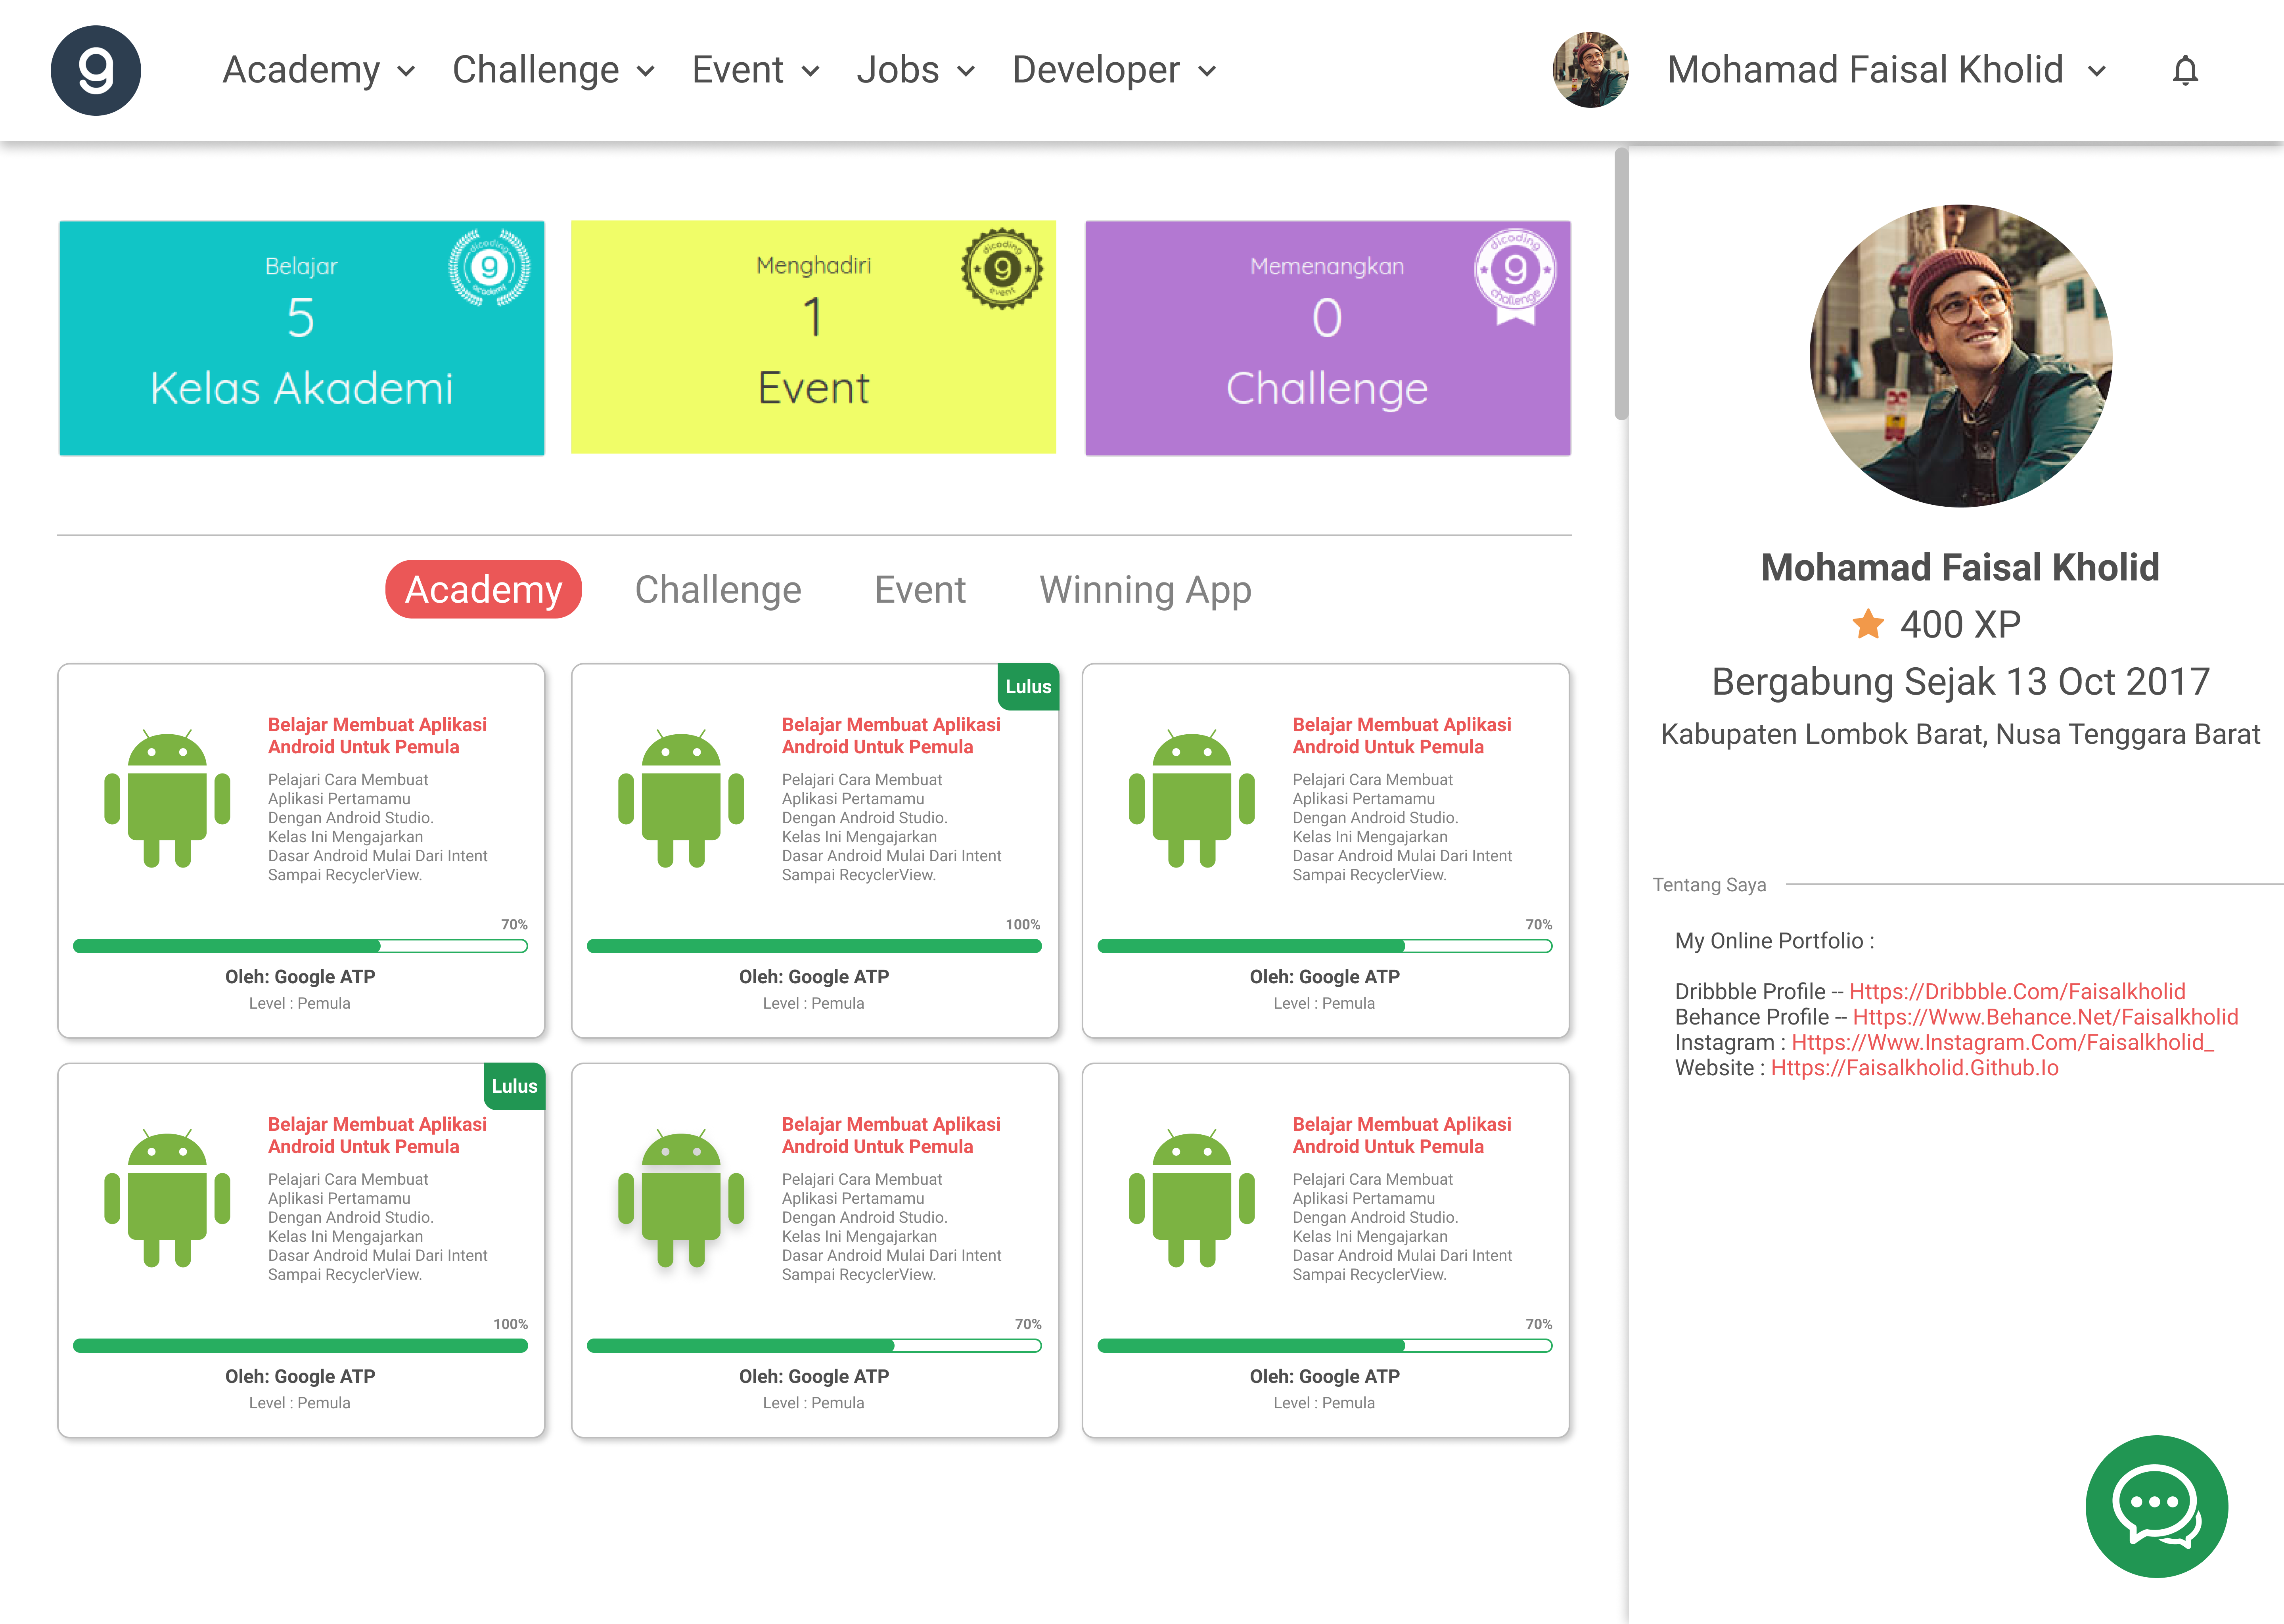 g
Academy Challenge Event Jobs Developer Mohamad Faisal Kholid
Belajar
5
Kelas Akademi
dicoding
g
academy
Menghadiri
1
Event
dicoding
g
event
Memenangkan
0
Challenge
dicoding
g
challenge
Academy Challenge Event Winning App
Belajar Membuat Aplikasi
Android Untuk Pemula
Pelajari Cara Membuat
Aplikasi Pertamamu
Dengan Android Studio.
Kelas Ini Mengajarkan
Dasar Android Mulai Dari Intent
Sampai RecyclerView.
70%
Oleh: Google ATP
Level : Pemula
Lulus
Belajar Membuat Aplikasi
Android Untuk Pemula
Pelajari Cara Membuat
Aplikasi Pertamamu
Dengan Android Studio.
Kelas Ini Mengajarkan
Dasar Android Mulai Dari Intent
Sampai RecyclerView.
100%
Oleh: Google ATP
Level : Pemula
Belajar Membuat Aplikasi
Android Untuk Pemula
Pelajari Cara Membuat
Aplikasi Pertamamu
Dengan Android Studio.
Kelas Ini Mengajarkan
Dasar Android Mulai Dari Intent
Sampai RecyclerView.
70%
Oleh: Google ATP
Level : Pemula
Lulus
Belajar Membuat Aplikasi
Android Untuk Pemula
Pelajari Cara Membuat
Aplikasi Pertamamu
Dengan Android Studio.
Kelas Ini Mengajarkan
Dasar Android Mulai Dari Intent
Sampai RecyclerView.
100%
Oleh: Google ATP
Level : Pemula
Belajar Membuat Aplikasi
Android Untuk Pemula
Pelajari Cara Membuat
Aplikasi Pertamamu
Dengan Android Studio.
Kelas Ini Mengajarkan
Dasar Android Mulai Dari Intent
Sampai RecyclerView.
70%
Oleh: Google ATP
Level : Pemula
Belajar Membuat Aplikasi
Android Untuk Pemula
Pelajari Cara Membuat
Aplikasi Pertamamu
Dengan Android Studio.
Kelas Ini Mengajarkan
Dasar Android Mulai Dari Intent
Sampai RecyclerView.
70%
Oleh: Google ATP
Level : Pemula
Mohamad Faisal Kholid
400 XP
Bergabung Sejak 13 Oct 2017
Kabupaten Lombok Barat, Nusa Tenggara Barat
Tentang Saya
My Online Portfolio :
Dribbble Profile -- Https://Dribbble.Com/Faisalkholid
Behance Profile -- Https://Www.Behance.Net/Faisalkholid
Instagram : Https://Www.Instagram.Com/Faisalkholid_
Website : Https://Faisalkholid.Github.Io